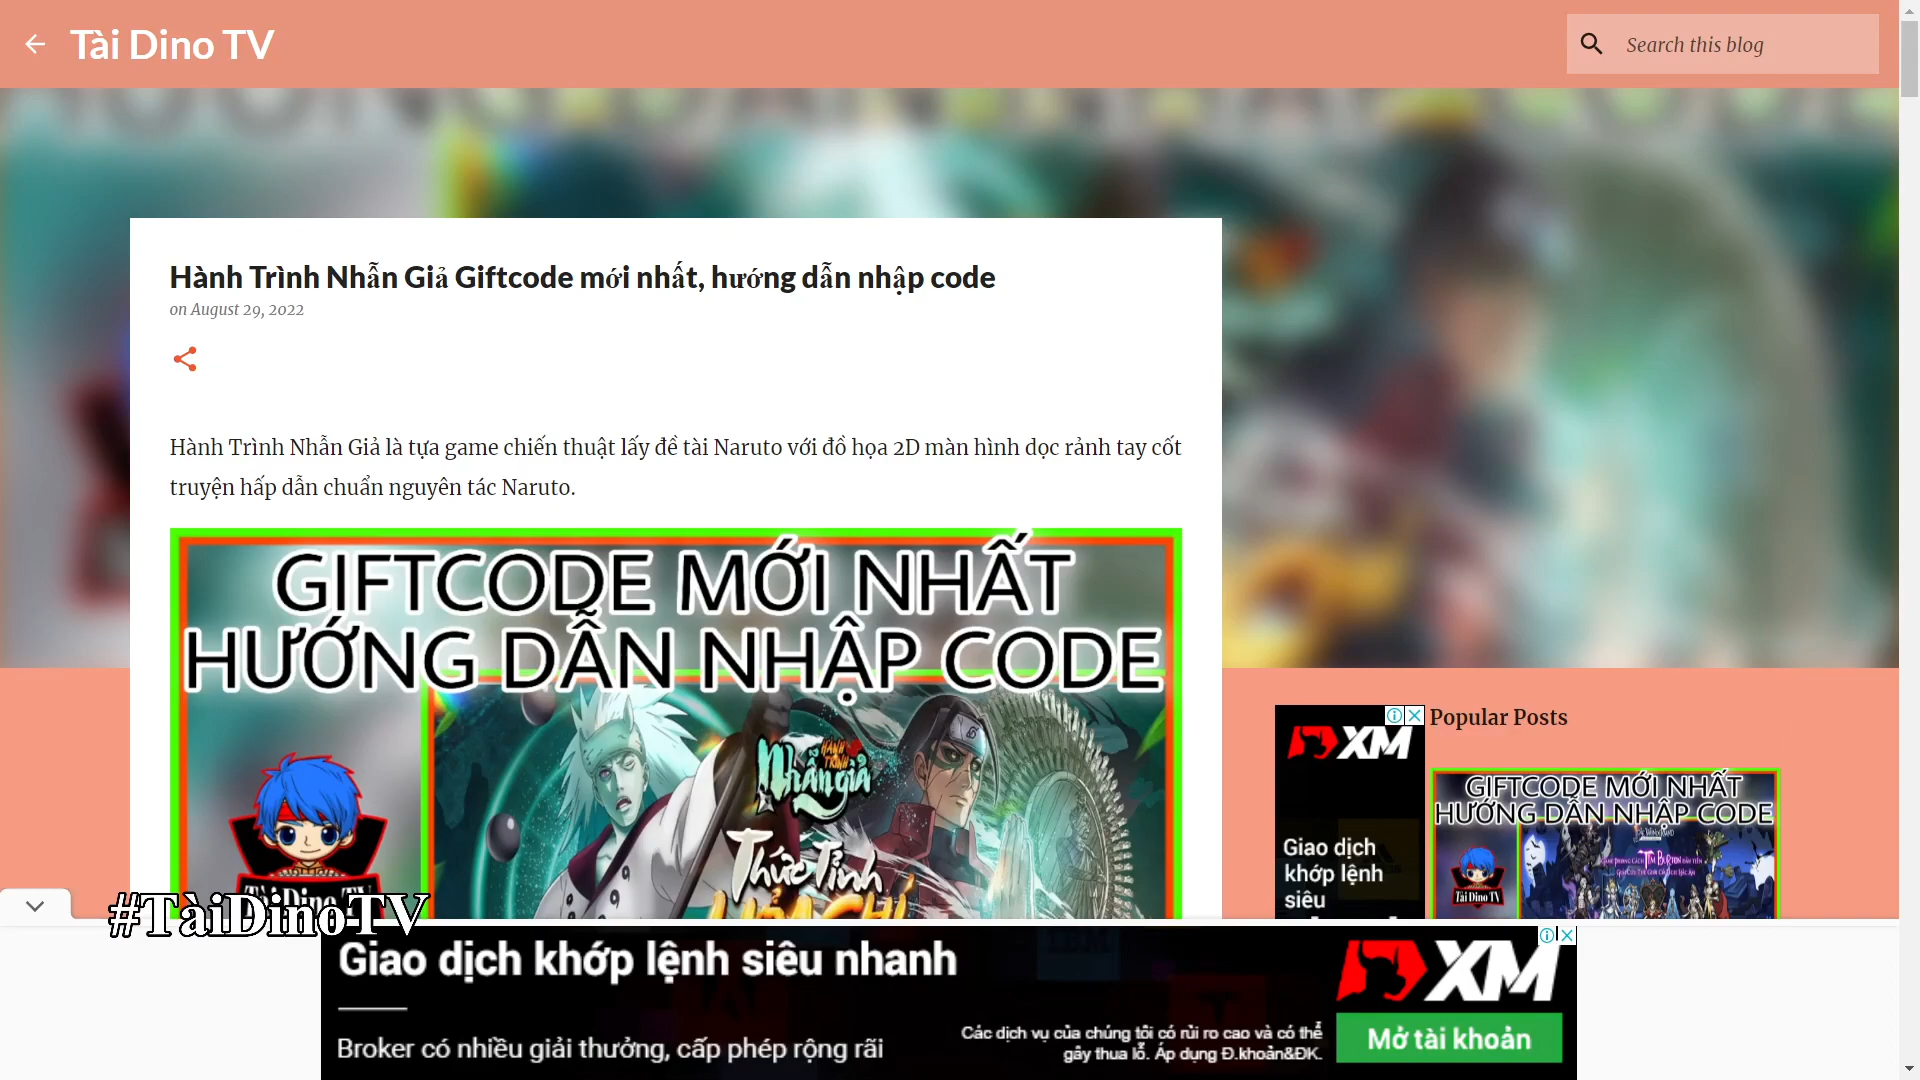 Tài Dino TV
Search this blog
Hành Trình Nhẫn Giả Giftcode mới nhất, hướng dẫn nhập code
on August 29, 2022
Hành Trình Nhẫn Giả là tựa game chiến thuật lấy đề tài Naruto với đồ họa 2D màn hình dọc rảnh tay cốt
truyện hấp dẫn chuẩn nguyên tác Naruto.
GIFTCODE MỚI NHẤT
HƯỚNG DẪN NHẬP CODE
HÀNH TRÌNH
Nhẫn giả
Thức Tỉnh
Tài Dino TV
#TàiDinoTV
XM
Giao dịch
khớp lệnh
siêu
Popular Posts
GIFTCODE MỚI NHẤT
HƯỚNG DẪN NHẬP CODE
Tài Dino TV
Giao dịch khớp lệnh siêu nhanh
Broker có nhiều giải thưởng, cấp phép rộng rãi
Các dịch vụ của chúng tôi có rủi ro cao và có thể
gây thua lỗ. Áp dụng Đ.khoản&ĐK.
XM
Mở tài khoản